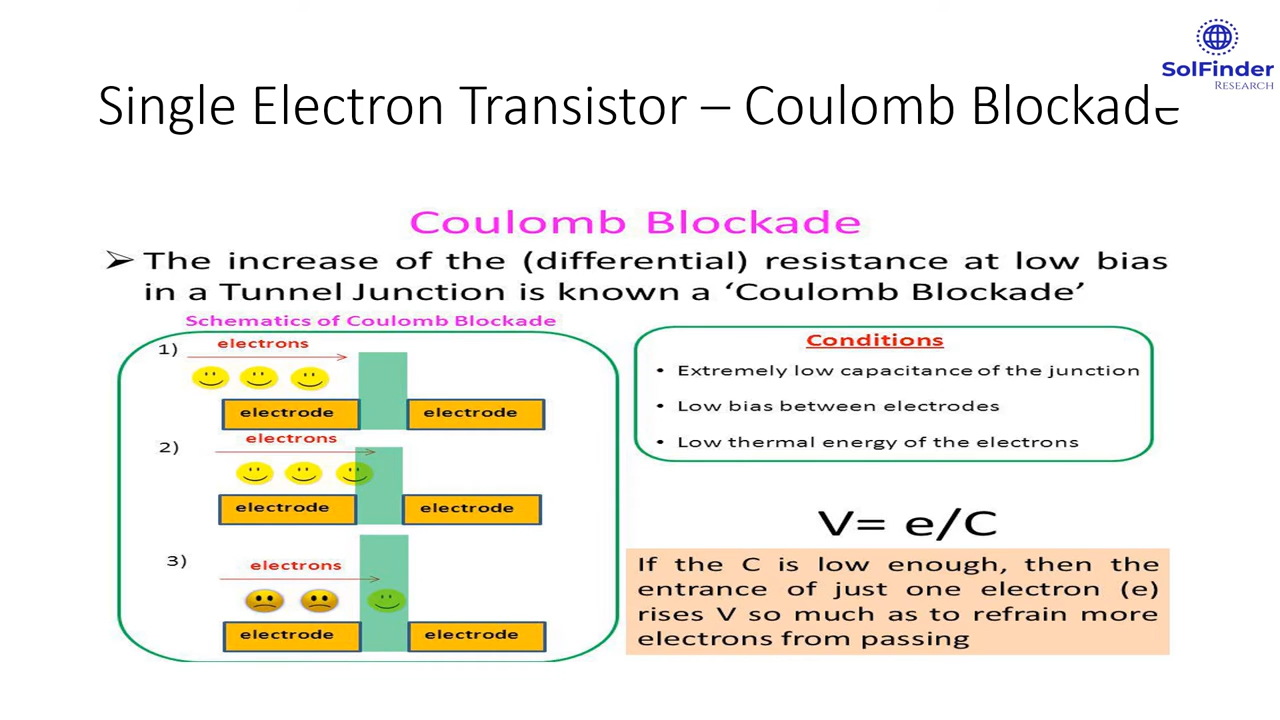 SolFinder
RESEARCH
Single Electron Transistor – Coulomb Blockade
Coulomb Blockade
➢ The increase of the (differential) resistance at low bias
in a Tunnel Junction is known a ‘Coulomb Blockade’
Schematics of Coulomb Blockade
1)
electrons
electrode
electrode
2)
electrons
electrode
electrode
3)
electrons
electrode
electrode
Conditions
• Extremely low capacitance of the junction
• Low bias between electrodes
• Low thermal energy of the electrons
V= e/C
If the C is low enough, then the
entrance of just one electron (e)
rises V so much as to refrain more
electrons from passing